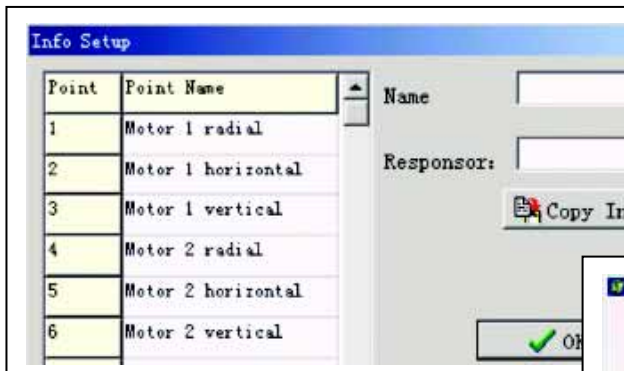 Info Setup
Point Point Name
1 Motor 1 radial
2 Motor 1 horizontal
3 Motor 1 vertical
4 Motor 2 radial
5 Motor 2 horizontal
6 Motor 2 vertical
Name
Responsor:
Copy